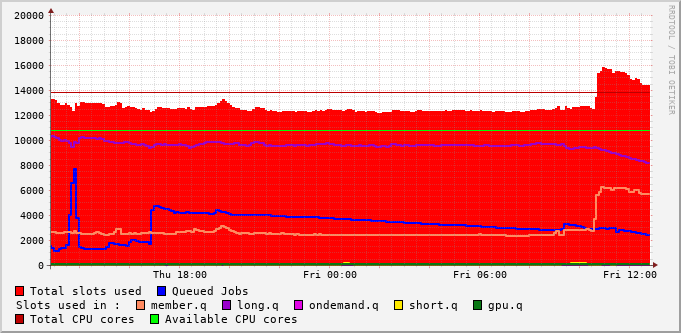 20000
18000
16000
14000
12000
10000
8000
6000
4000
2000
0
Thu 18:00 Fri 00:00 Fri 06:00 Fri 12:00
Total slots used Queued Jobs
Slots used in : member.q long.q ondemand.q short.q gpu.q
Total CPU cores Available CPU cores
RRDTOOL / TOBI OETIKER